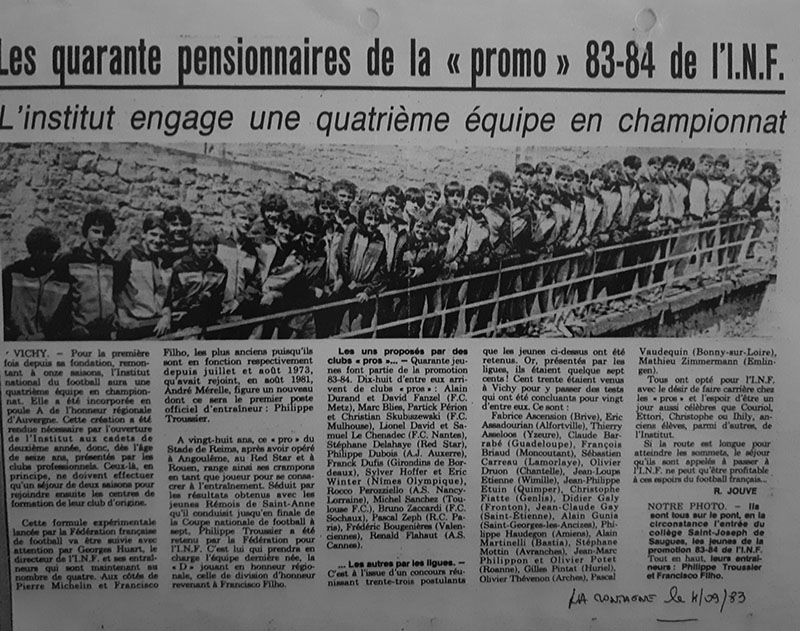 Les quarante pensionnaires de la « promo » 83-84 de l'I.N.F.
L'institut engage une quatrième équipe en championnat
VICHY. — Pour la première
fois depuis sa fondation, remon-
tant à onze saisons, l'Institut
national du football aura une
quatrième équipe en champion-
nat. Elle a été incorporée en
poule A de l'honneur régionale
d'Auvergne. Cette création a été
rendue nécessaire par l'ouverture
de l'Institut aux cadets de
deuxième année, donc, dès l'âge
de seize ans, présentés par les
clubs professionnels. Ceux-là, en
principe, ne doivent effectuer
qu'un séjour de deux saisons pour
rejoindre ensuite les centres de
formation de leur club d'origine.
Cette formule expérimentale
lancée par la Fédération française
de football va être suivie avec
attention par Georges Huart, le
directeur de l'I.N.F. et ses entraî-
neurs qui sont maintenant au
nombre de quatre. Aux côtés de
Pierre Michelin et Francisco
Filho, les plus anciens puisqu'ils
sont en fonction respectivement
depuis juillet et août 1973,
qu'avait rejoint, en août 1981,
André Mérelle, figure un nouveau
dont ce sera le premier poste
officiel d'entraîneur : Philippe
Troussier.
A vingt-huit ans, ce « pro » du
Stade de Reims, après avoir opéré
à Angoulême, au Red Star et à
Rouen, range ainsi ses crampons
en tant que joueur pour se consa-
crer à l'entraînement. Séduit par
les résultats obtenus avec les
jeunes Rémois de Saint-Anne
qu'il conduisit jusqu'en finale de
la Coupe nationale de football à
sept, Philippe Troussier a été
retenu par la Fédération pour
l'I.N.F. C'est lui qui prendra en
charge l'équipe dernière née, la
« D » jouant en honneur régio-
nale, celle de division d'honneur
revenant à Francisco Filho.
Les uns proposés par des
clubs « pros »... — Quarante jeu-
nes font partie de la promotion
83-84. Dix-huit d'entre eux arri-
vent de clubs « pros » : Alain
Durand et David Fanzel (F.C.
Metz), Marc Blies, Partick Périon
et Christian Skubiszewski (F.C.
Mulhouse), Lionel David et Sa-
muel Le Chenadec (F.C. Nantes),
Stéphane Delahaye (Red Star),
Philippe Dubois (A.J. Auxerre),
Franck Dufis (Girondins de Bor-
deaux), Sylver Hoffer et Eric
Winter (Nîmes Olympique),
Rocco Perozziello (A.S. Nancy-
Lorraine), Michel Sanchez (Tou-
louse F.C.), Bruno Zaccardi (F.C.
Sochaux), Pascal Zeph (R.C. Pa-
ris), Frédéric Bougenières (Valen-
ciennes), Renald Flahaut (A.S.
Cannes).
... Les autres par les ligues. —
C'est à l'issue d'un concours réu-
nissant trente-trois postulants
que les jeunes ci-dessus ont été
retenus. Or, présentés par les
ligues, ils étaient quelque sept
cents ! Cent trente étaient venus
à Vichy pour y passer des tests
qui ont été concluants pour vingt-
deux d'entre eux. Ce sont :
Fabrice Ascension (Brive), Eric
Assadourian (Alfortville), Thierry
Asseloos (Yzeure), Claude Bar-
rabé (Guadeloupe), François
Briaud (Moncoutant), Sébastien
Carreau (Lamorlaye), Olivier
Druon (Chantelle), Jean-Loups
Etienne (Wimille), Jean-Philippe
Etuin (Quimper), Christophe
Fiatte (Genlis), Didier Galy
(Fronton), Jean-Claude Gay
(Saint-Etienne), Alain Gunia
(Saint-Georges-les-Ancizes), Phi-
lippe Haudegon (Amiens), Alain
Martinelli (Bastia), Stéphane
Mottin (Avranches), Jean-Marc
Philippon et Olivier Potet
(Roanne), Gilles Pintat (Huriel),
Olivier Thévenon (Arches), Pascal
Vaudequin (Bonny-sur-Loire),
Mathieu Zimmermann (Emlin-
gen).
Tous ont opté pour l'I.N.F.
avec le désir de faire carrière chez
les « pros » et l'espoir d'être un
jour aussi célèbres que Couriol,
Ettori, Christophe ou Ihily, an-
ciens élèves, parmi d'autres, de
l'Institut.
Si la route est longue pour
atteindre les sommets, le séjour
qu'ils sont appelés à passer à
l'I.N.F. ne peut qu'être profitable
à ces espoirs du football français...
R. JOUVE
NOTRE PHOTO. — Ils
sont tous sur le pont, en la
circonstance l'entrée du
collège Saint-Joseph de
Saugues, les jeunes de la
promotion 83-84 de l'I.N.F.
Tout en haut, leurs entraî-
neurs : Philippe Troussier
et Francisco Filho.
LA MONTAGNE le /09/83